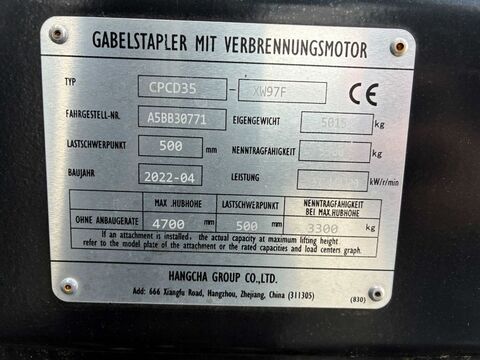 GABELSTAPLER MIT VERBRENNUNGSMOTOR
TYP CPCD35 - XW97F CE
FAHRGESTELL-NR. A5BB30771 EIGENGEWICHT kg
LASTSCHWERPUNKT 500 mm NENNTRAGFÄHIGKEIT kg
BAUJAHR 2022-04 LEISTUNG kW/r/min
MAX .HUBHÖHE LASTSCHWERPUNKT NENNTRAGFÄHIGKEIT
BEI MAX.HUBHÖHE
OHNE ANBAUGERATE 4700 mm 500 mm 3300 kg
If an attachment is installed, the actual capacity at maximum lifting height
refer to the model plate of the attachment or the rated capacities and load centers graph.
HANGCHA GROUP CO.,LTD.
Add: 666 Xiangfu Road, Hangzhou, Zhejiang, China (311305)
(830)